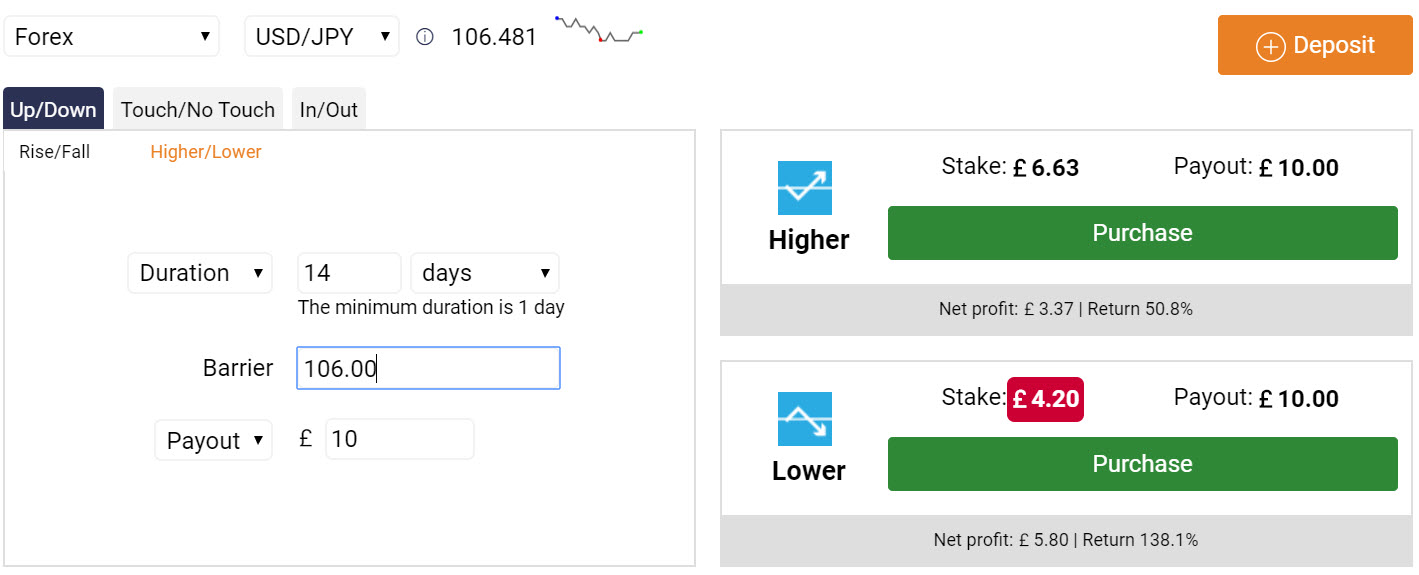 Forex ▼ USD/JPY ▼ ⓘ 106.481
Deposit
Up/Down Touch/No Touch In/Out
Rise/Fall Higher/Lower
Duration ▼ 14 days ▼
The minimum duration is 1 day
Barrier 106.00
Payout ▼ £ 10
Stake: £ 6.63 Payout: £ 10.00
Higher
Purchase
Net profit: £ 3.37 | Return 50.8%
Stake: £ 4.20 Payout: £ 10.00
Lower
Purchase
Net profit: £ 5.80 | Return 138.1%